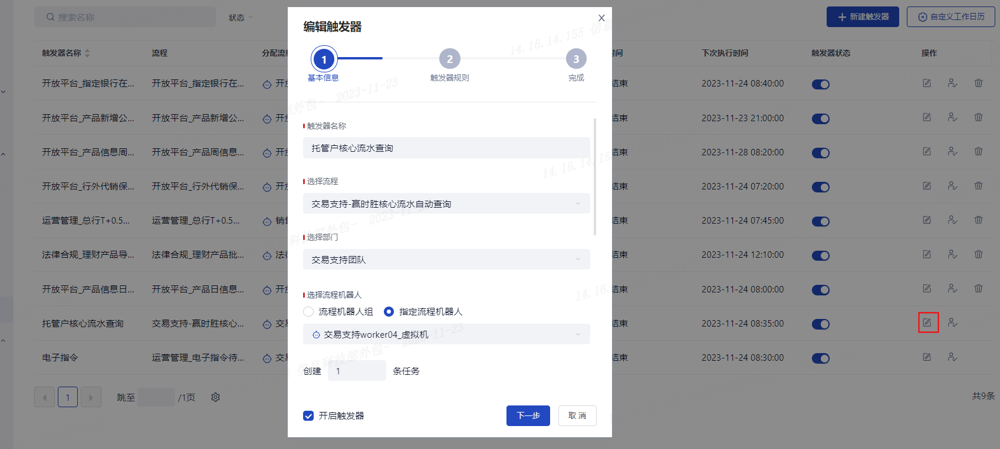 搜索名称
状态
新建触发器
自定义工作日历
触发器名称 流程 分配流程 时间 下次执行时间 触发器状态 操作
开放平台_指定银行在... 开放平台_指定银行在... 开放 结束 2023-11-24 08:40:00
开放平台_产品新增公... 开放平台_产品新增公... 开放 结束 2023-11-23 21:00:00
开放平台_产品信息周... 开放平台_产品周信息... 开放 结束 2023-11-28 08:20:00
开放平台_行外代销保... 开放平台_行外代销保... 开放 结束 2023-11-24 07:20:00
运营管理_总行T+0.5... 运营管理_总行T+0.5... 销售 结束 2023-11-24 07:45:00
法律合规_理财产品导... 法律合规_理财产品批... 法律 结束 2023-11-24 12:10:00
开放平台_产品信息日... 开放平台_产品日信息... 开放 结束 2023-11-24 08:00:00
托管户核心流水查询 交易支持-赢时胜核心... 交易 结束 2023-11-24 08:35:00
电子指令 运营管理_电子指令待... 交易 结束 2023-11-24 08:30:00
1 跳至 /1页
共9条
编辑触发器
X
1 2 3
基本信息 触发器规则 完成
触发器名称
托管户核心流水查询
选择流程
交易支持-赢时胜核心流水自动查询
选择部门
交易支持团队
选择流程机器人
流程机器人组 指定流程机器人
交易支持worker04_虚拟机
创建 1 条任务
开启触发器
下一步 取 消